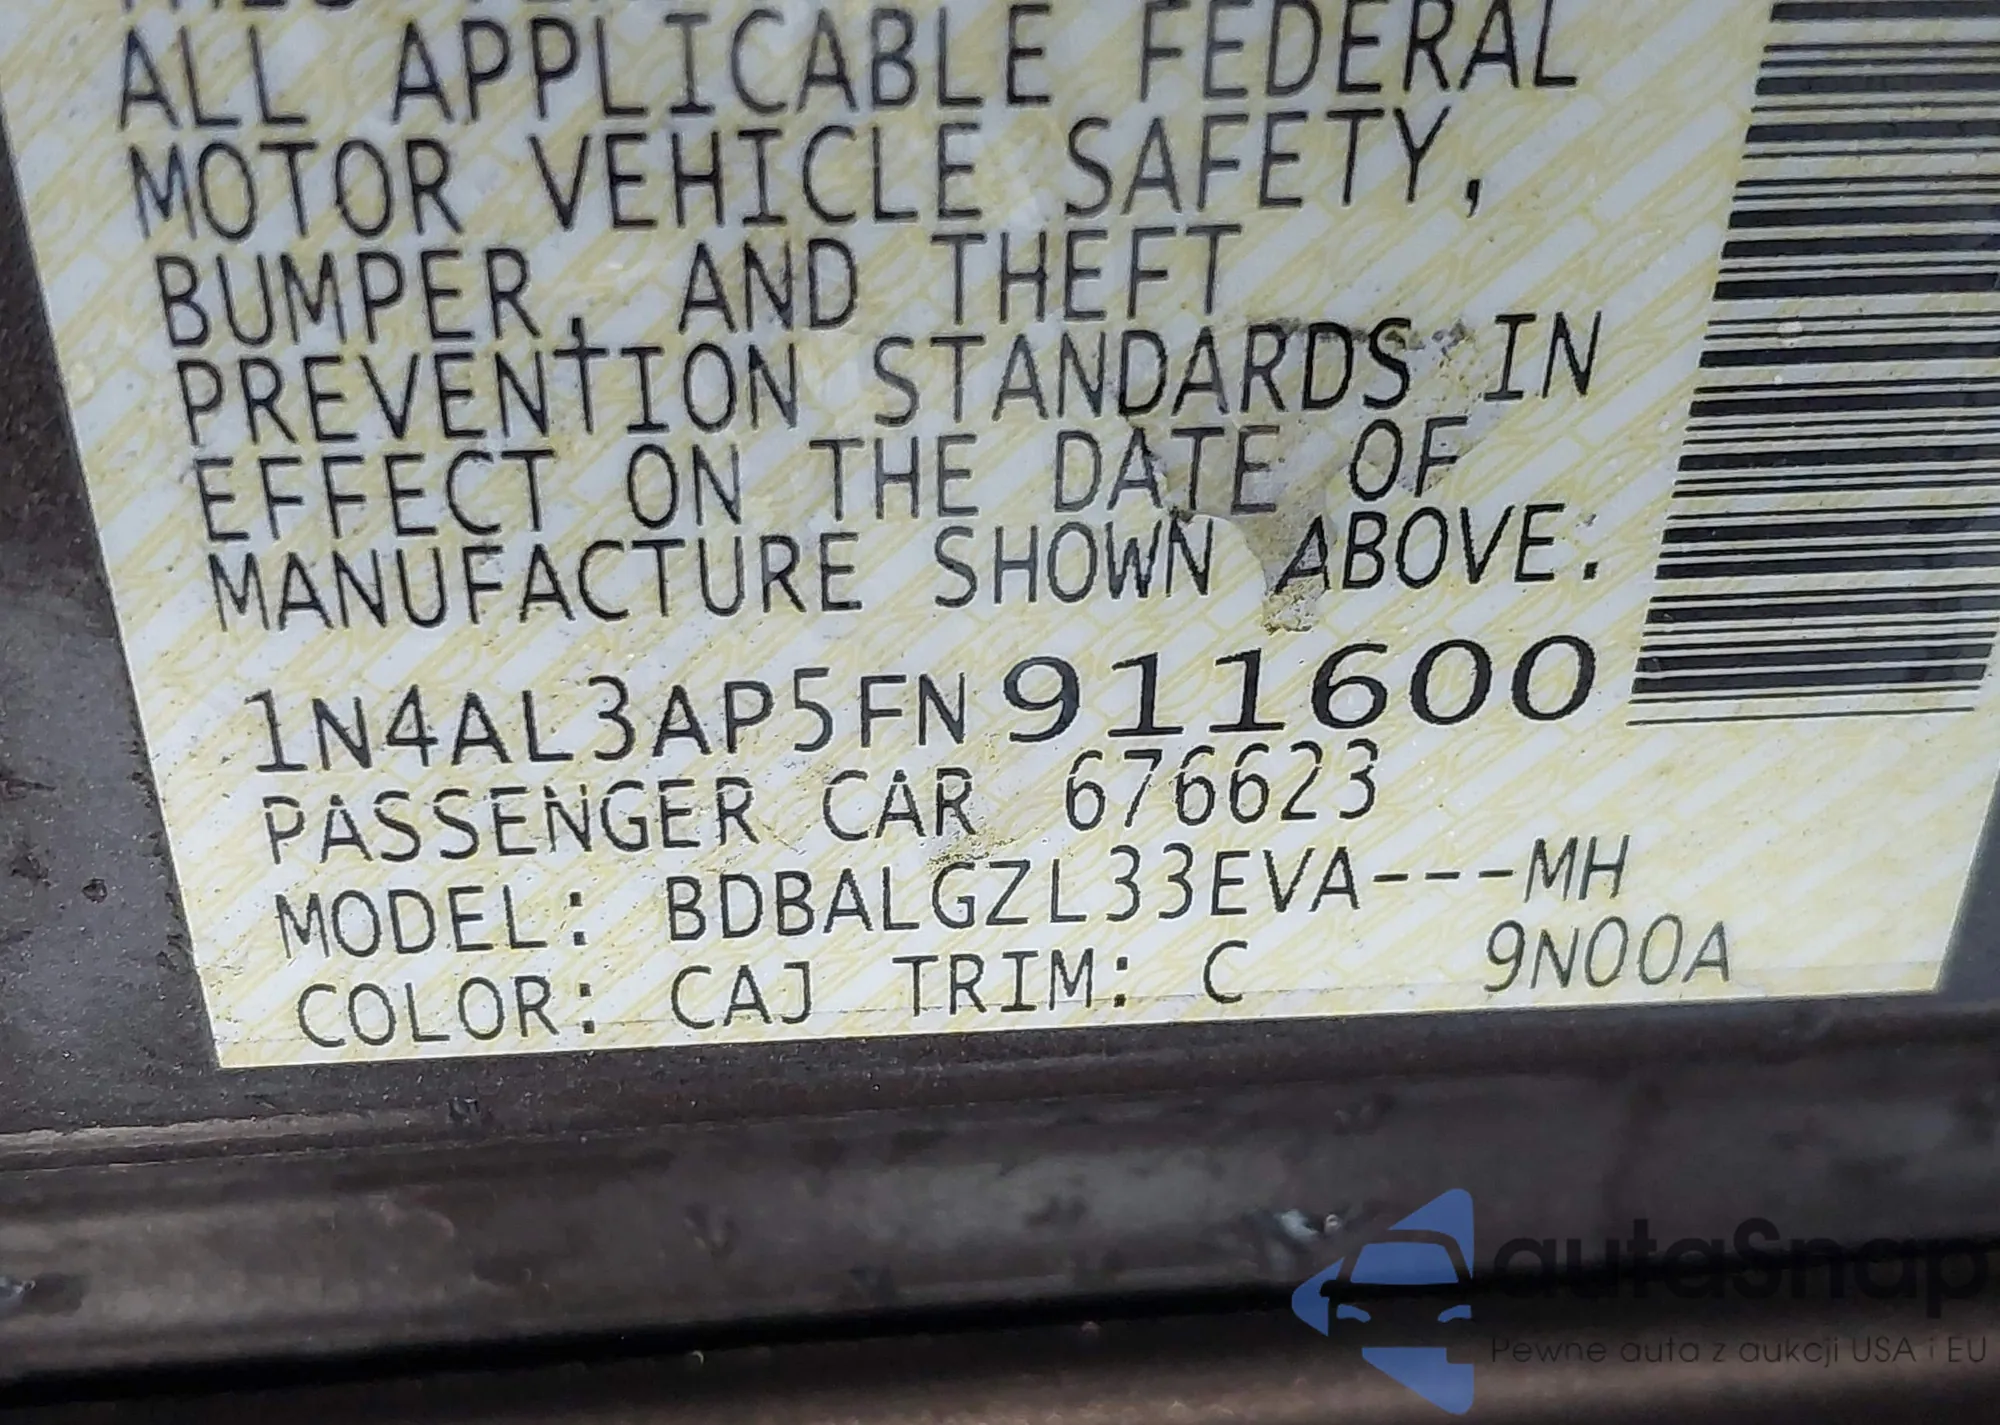 ALL APPLICABLE FEDERAL
MOTOR VEHICLE SAFETY,
BUMPER, AND THEFT
PREVENTION STANDARDS IN
EFFECT ON THE DATE OF
MANUFACTURE SHOWN ABOVE.
1N4AL3AP5FN911600
PASSENGER CAR 676623
MODEL: BDBALGZL33EVA---MH
COLOR: CAJ TRIM: C 9N00A
autaSnap
Pewne auta z aukcji USA i EU